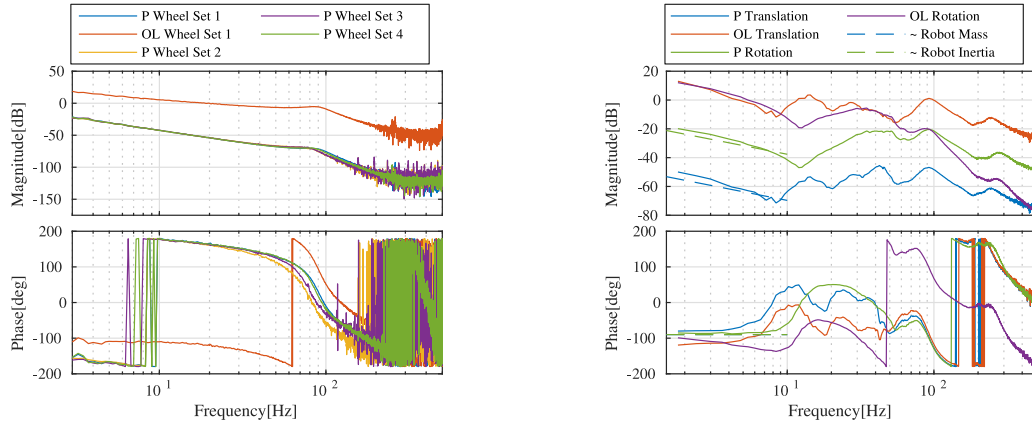 P Wheel Set 1
OL Wheel Set 1
P Wheel Set 2
P Wheel Set 3
P Wheel Set 4
50
0
-50
-100
-150
Magnitude[dB]
200
100
0
-100
-200
Phase[deg]
10 1
10 2
Frequency[Hz]
P Translation
OL Translation
P Rotation
OL Rotation
~ Robot Mass
~ Robot Inertia
20
0
-20
-40
-60
-80
Magnitude[dB]
200
100
0
-100
-200
Phase[deg]
10 1
10 2
Frequency[Hz]